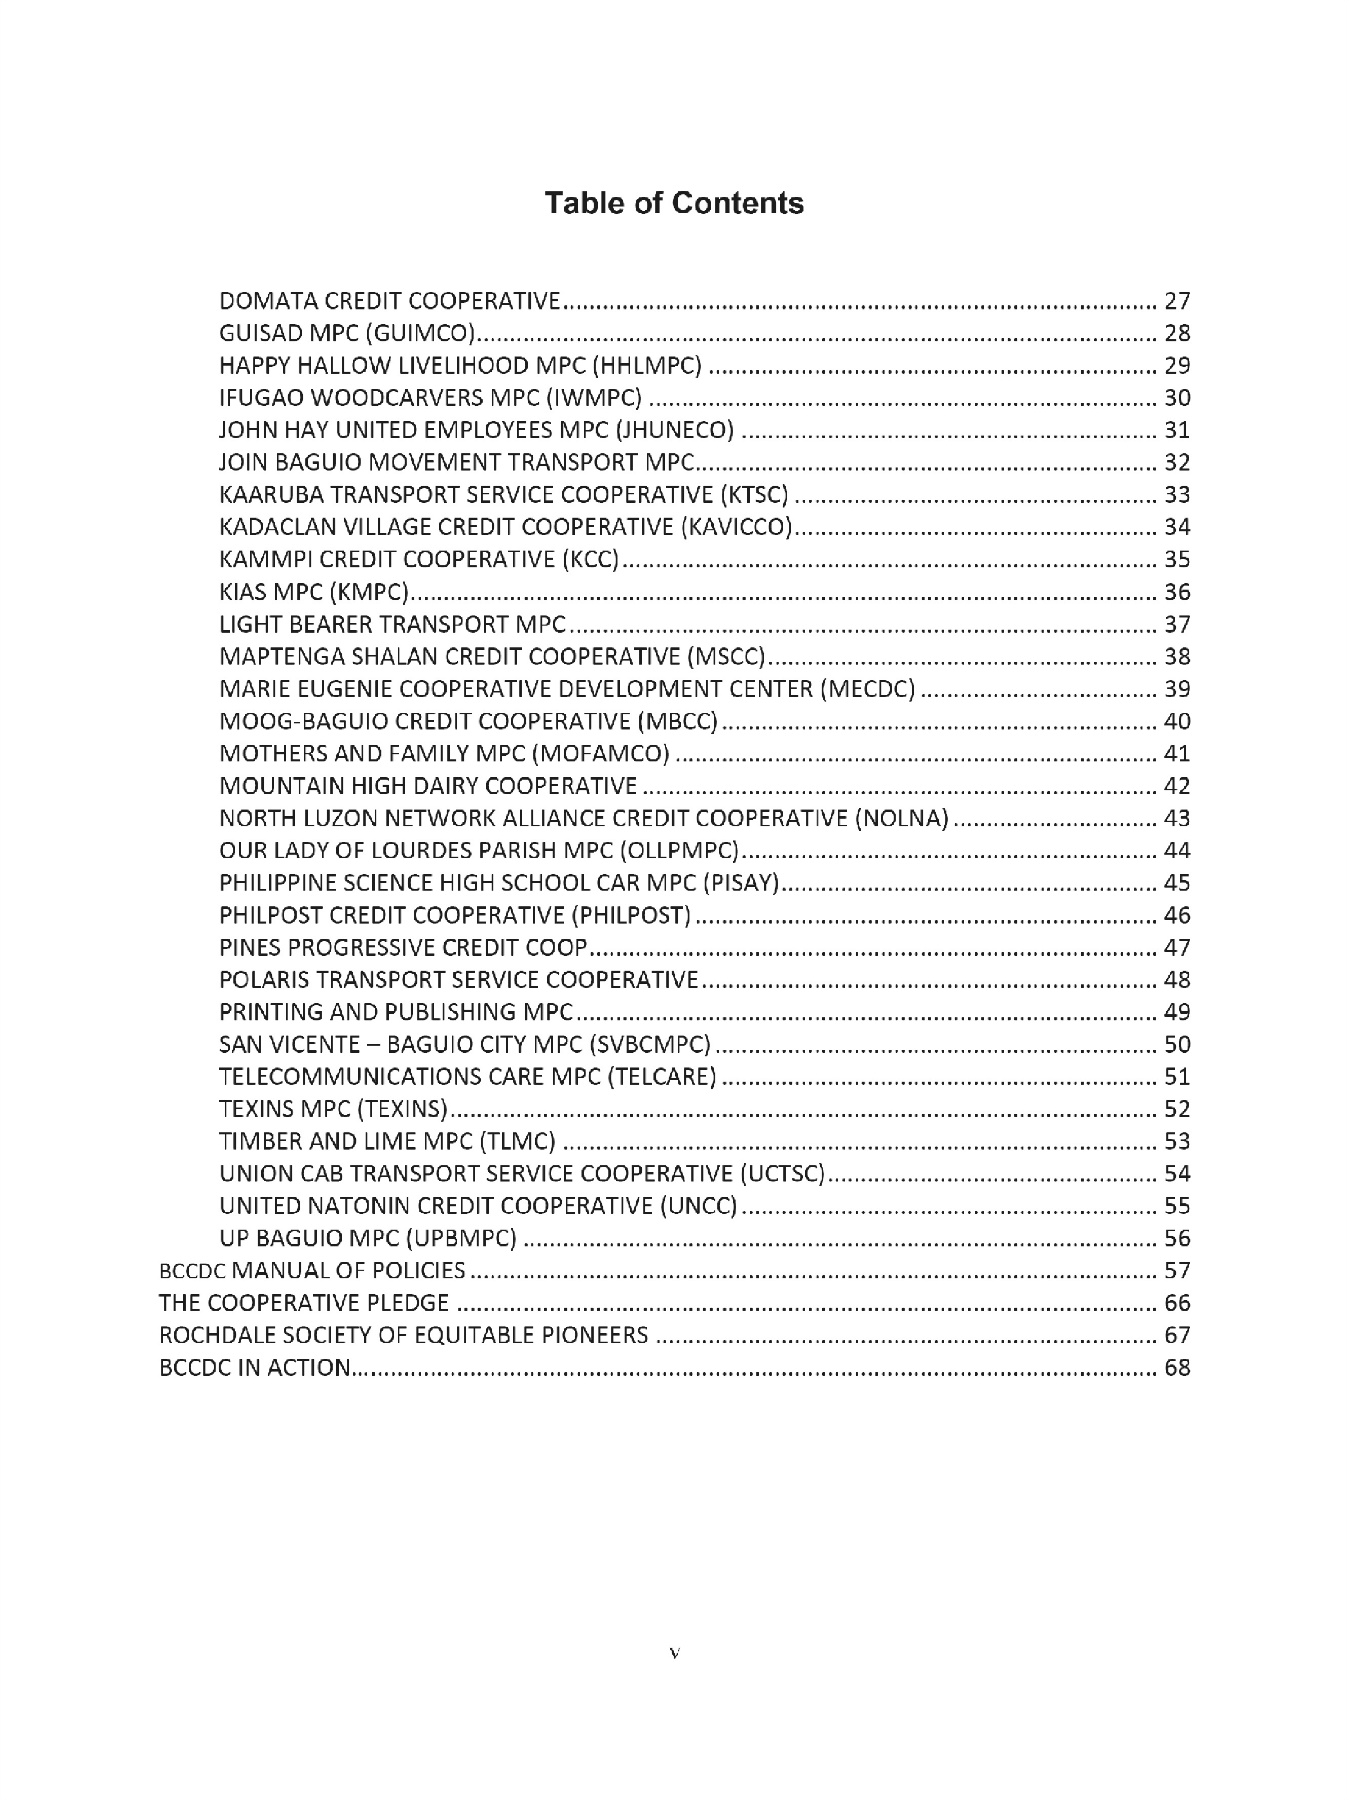 Table of Contents
DOMATA CREDIT COOPERATIVE.......... 27
GUISAD MPC (GUIMCO).......... 28
HAPPY HALLOW LIVELIHOOD MPC (HHLMPC) .......... 29
IFUGAO WOODCARVERS MPC (IWMPC) .......... 30
JOHN HAY UNITED EMPLOYEES MPC (JHUNECO) .......... 31
JOIN BAGUIO MOVEMENT TRANSPORT MPC.......... 32
KAARUBA TRANSPORT SERVICE COOPERATIVE (KTSC) .......... 33
KADACLAN VILLAGE CREDIT COOPERATIVE (KAVICCO).......... 34
KAMMPI CREDIT COOPERATIVE (KCC).......... 35
KIAS MPC (KMPC).......... 36
LIGHT BEARER TRANSPORT MPC.......... 37
MAPTENGA SHALAN CREDIT COOPERATIVE (MSCC).......... 38
MARIE EUGENIE COOPERATIVE DEVELOPMENT CENTER (MECDC) .......... 39
MOOG-BAGUIO CREDIT COOPERATIVE (MBCC).......... 40
MOTHERS AND FAMILY MPC (MOFAMCO) .......... 41
MOUNTAIN HIGH DAIRY COOPERATIVE .......... 42
NORTH LUZON NETWORK ALLIANCE CREDIT COOPERATIVE (NOLNA) .......... 43
OUR LADY OF LOURDES PARISH MPC (OLLPMPC).......... 44
PHILIPPINE SCIENCE HIGH SCHOOL CAR MPC (PISAY).......... 45
PHILPOST CREDIT COOPERATIVE (PHILPOST) .......... 46
PINES PROGRESSIVE CREDIT COOP.......... 47
POLARIS TRANSPORT SERVICE COOPERATIVE.......... 48
PRINTING AND PUBLISHING MPC.......... 49
SAN VICENTE – BAGUIO CITY MPC (SVBCMPC) .......... 50
TELECOMMUNICATIONS CARE MPC (TELCARE) .......... 51
TEXINS MPC (TEXINS).......... 52
TIMBER AND LIME MPC (TLMC) .......... 53
UNION CAB TRANSPORT SERVICE COOPERATIVE (UCTSC).......... 54
UNITED NATONIN CREDIT COOPERATIVE (UNCC).......... 55
UP BAGUIO MPC (UPBMPC) .......... 56
BCCDC MANUAL OF POLICIES .......... 57
THE COOPERATIVE PLEDGE .......... 66
ROCHDALE SOCIETY OF EQUITABLE PIONEERS .......... 67
BCCDC IN ACTION.......... 68
v